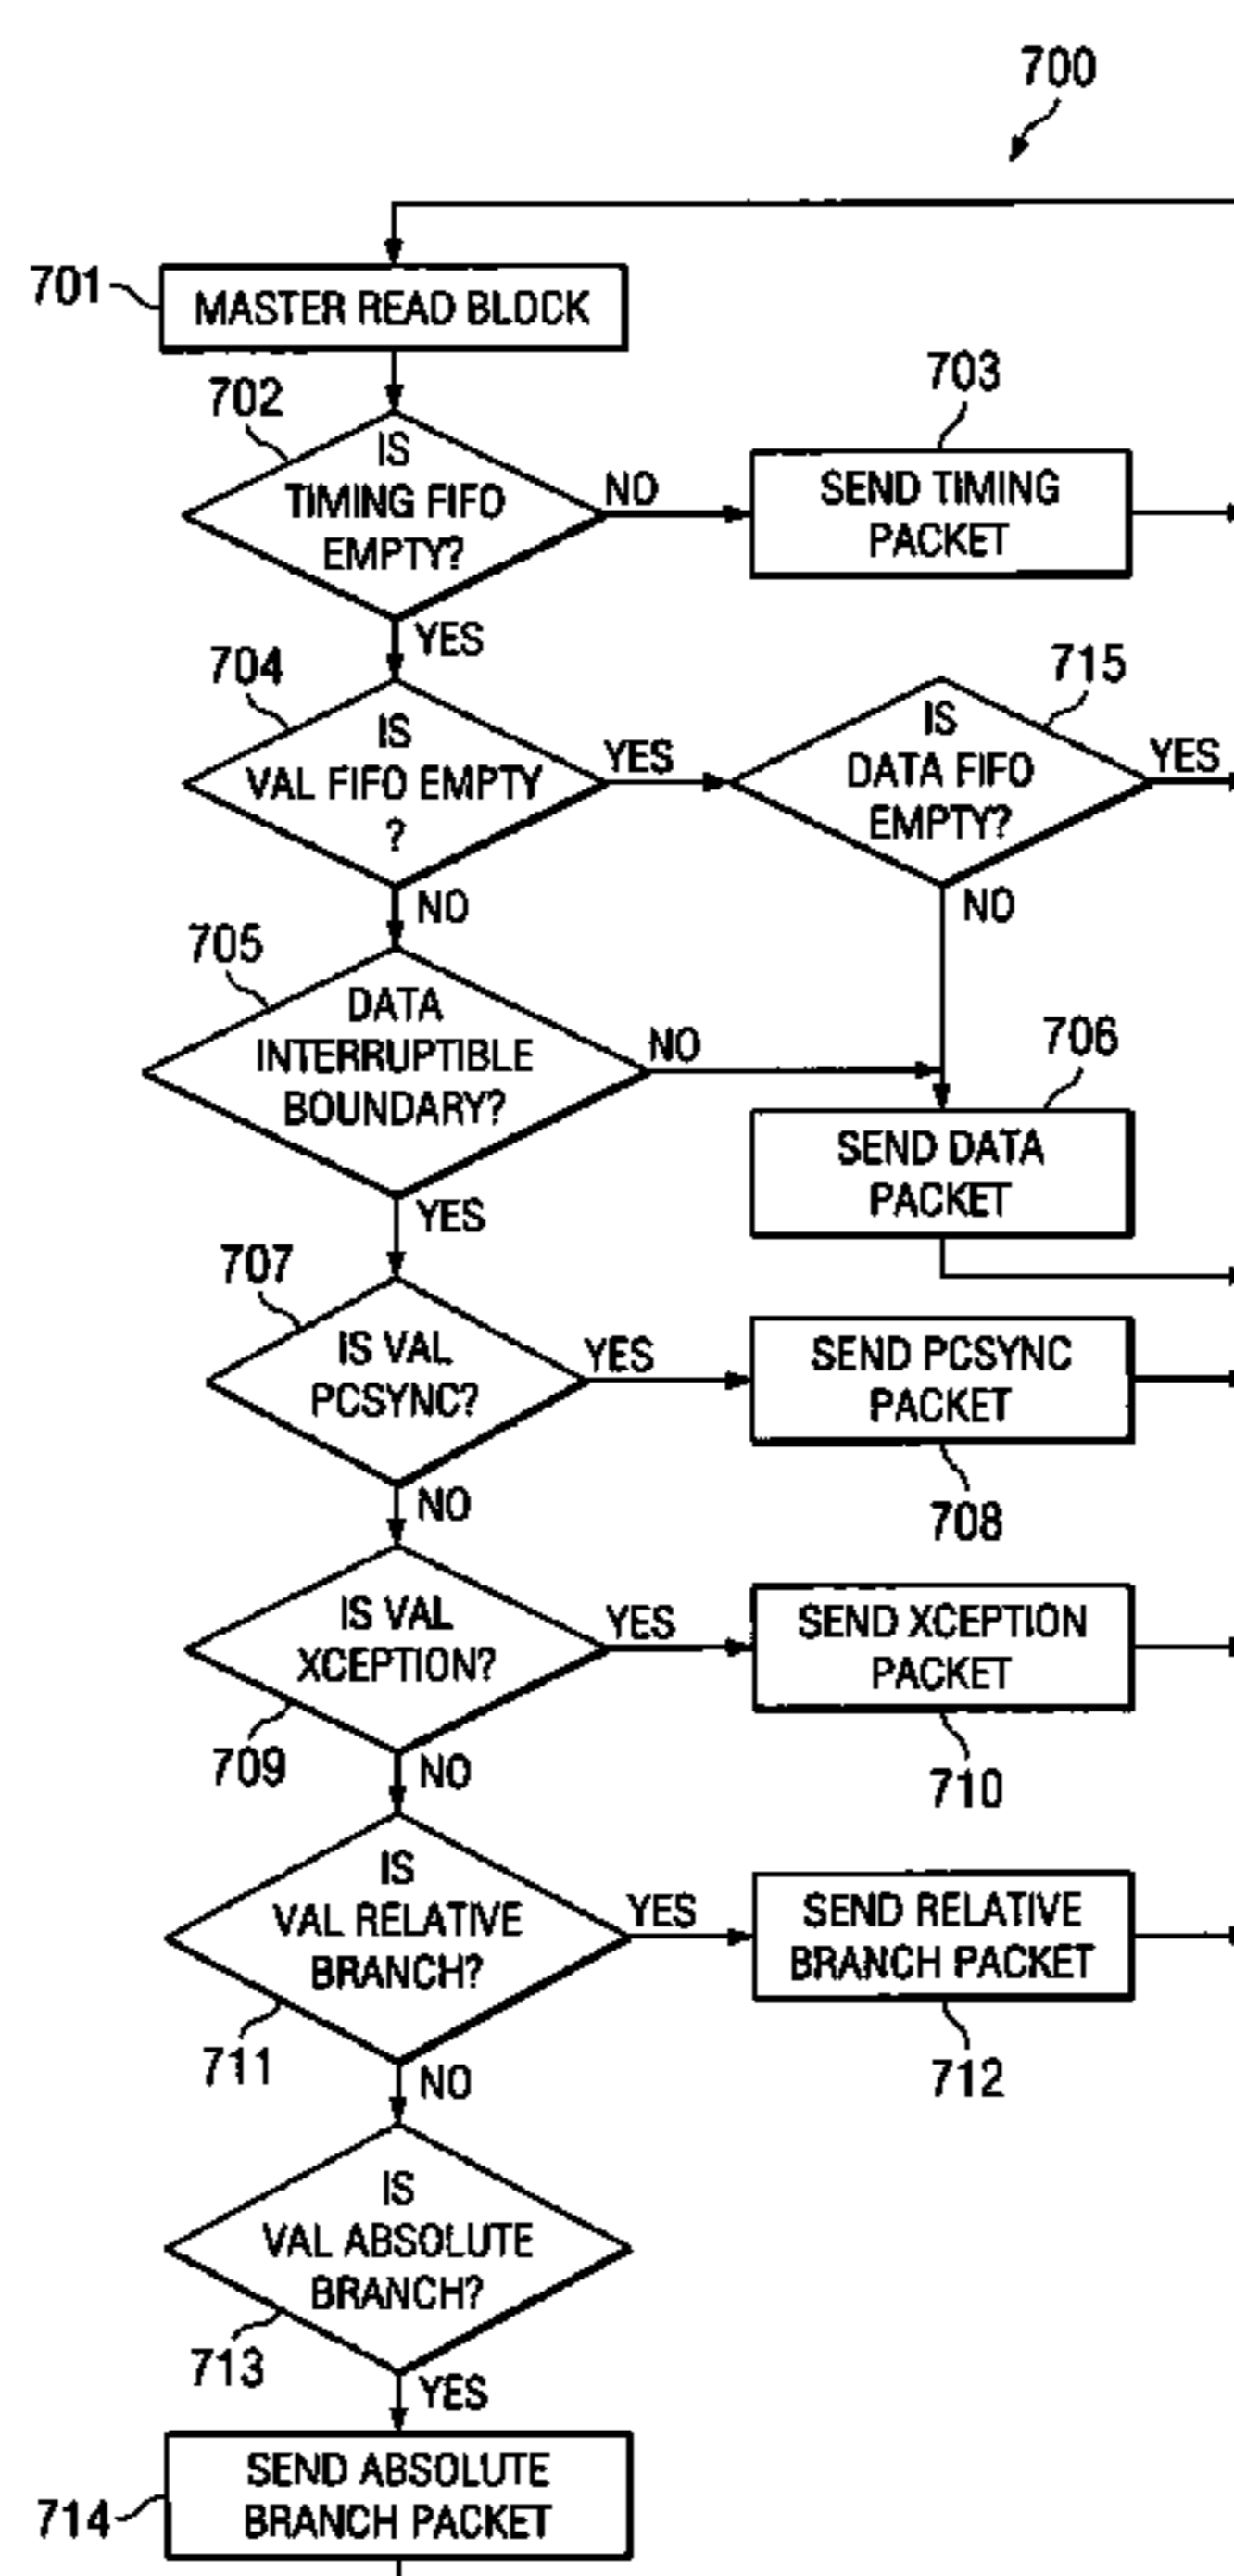 700
701
MASTER READ BLOCK
702
IS
TIMING FIFO
EMPTY?
NO
703
SEND TIMING
PACKET
YES
704
IS
VAL FIFO EMPTY
?
YES
715
IS
DATA FIFO
EMPTY?
YES
NO
NO
705
DATA
INTERRUPTIBLE
BOUNDARY?
NO
706
SEND DATA
PACKET
YES
707
IS VAL
PCSYNC?
YES
SEND PCSYNC
PACKET
708
NO
IS VAL
XCEPTION?
709
YES
SEND XCEPTION
PACKET
710
NO
IS
VAL RELATIVE
BRANCH?
711
YES
SEND RELATIVE
BRANCH PACKET
712
NO
IS
VAL ABSOLUTE
BRANCH?
713
YES
SEND ABSOLUTE
BRANCH PACKET
714